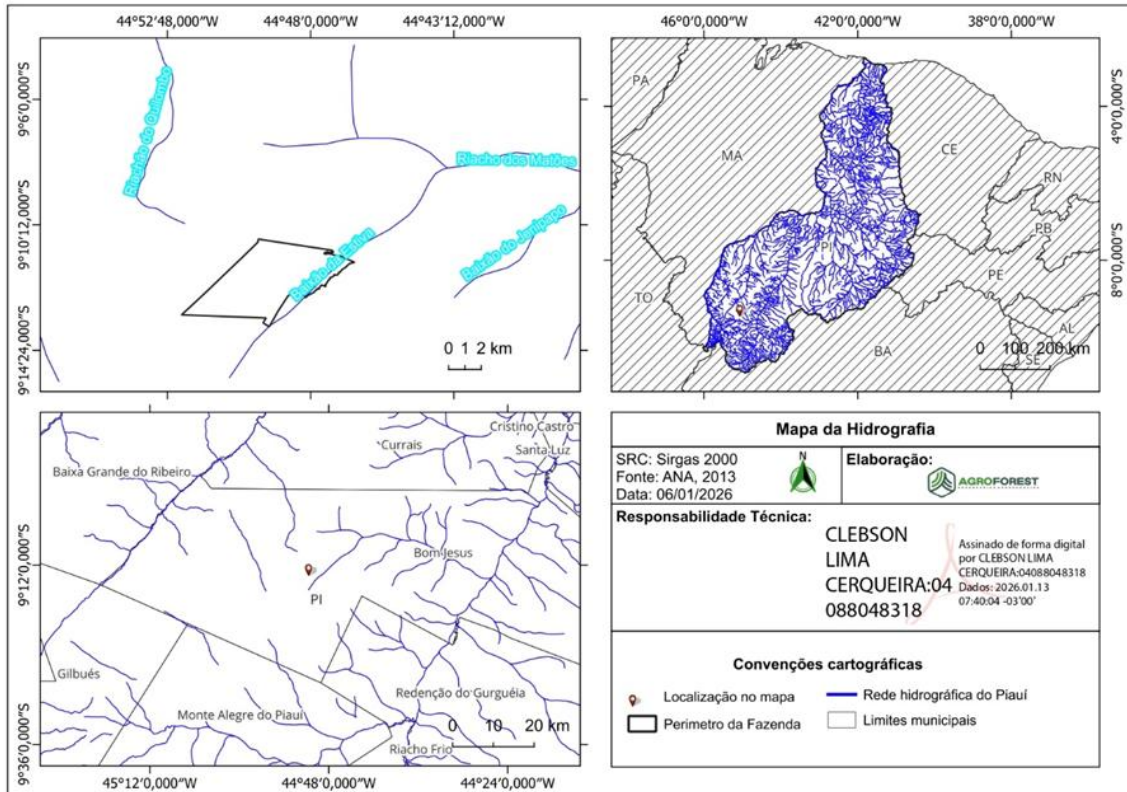 44°52'48,000"W 44°48'0,000"W 44°43'12,000"W
9°6'0,000"S
9°10'12,000"S
9°14'24,000"S
Riachão do Quilombo
Riacho dos Matões
Baixão do Jenipapo
Baixão da Fatina
0 1 2 km
46°0'0,000"W 42°0'0,000"W 38°0'0,000"W
4°0'0,000"S
8°0'0,000"S
PA
MA
CE
RN
PB
PI
PE
TO
AL
SE
BA
0 100 200 km
Cristino Castro
Currais
Santa Luz
Baixa Grande do Ribeiro
Bom Jesus
PI
Gilbués
Redenção do Gurguéia
Monte Alegre do Piauí
Riacho Frio
0 10 20 km
9°12'0,000"S
9°36'0,000"S
45°12'0,000"W 44°48'0,000"W 44°24'0,000"W
Mapa da Hidrografia
SRC: Sirgas 2000
Fonte: ANA, 2013
Data: 06/01/2026
N
Elaboração:
AGROFOREST
Responsabilidade Técnica:
CLEBSON
LIMA
CERQUEIRA:04
088048318
Assinado de forma digital
por CLEBSON LIMA
CERQUEIRA:04088048318
Dados: 2026.01.13
07:40:04 -03'00'
Convenções cartográficas
Localização no mapa
Rede hidrográfica do Piauí
Perimetro da Fazenda
Limites municipais